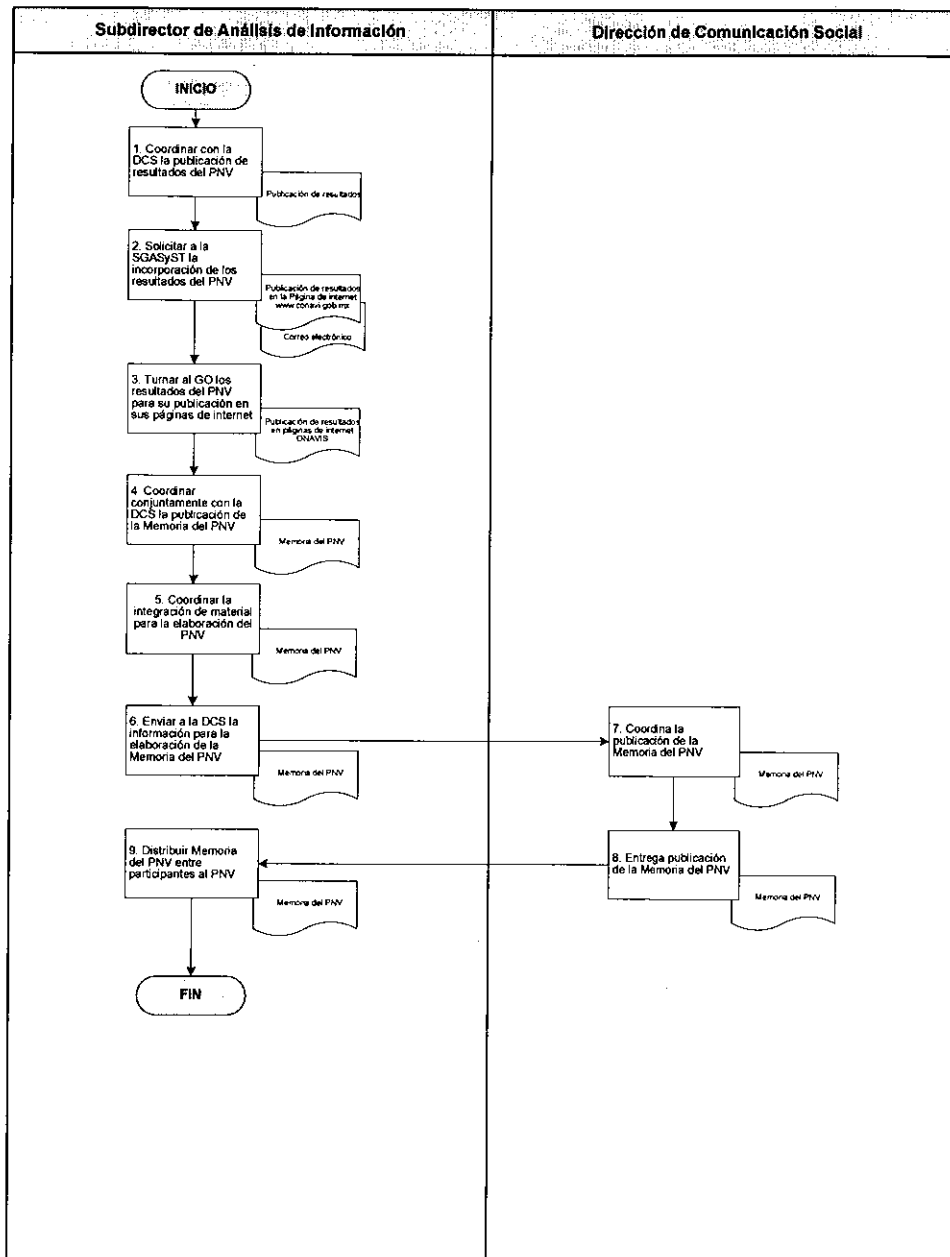 Subdirector de Análisis de Información
Dirección de Comunicación Social
INICIO
1. Coordinar con la
DCS la publicación de
resultados del PNV
Publicación de resultados
2. Solicitar a la
SGASyST la
incorporación de los
resultados del PNV
Publicación de resultados
en la Página de internet
www.conavi.gob.mx
Correo electrónico
3. Turnar al GO los
resultados del PNV
para su publicación en
sus páginas de internet
Publicación de resultados
en páginas de internet
ONAVIS
4. Coordinar
conjuntamente con la
DCS la publicación de
la Memoria del PNV
Memoria del PNV
5. Coordinar la
integración de material
para la elaboración del
PNV
Memoria del PNV
6. Enviar a la DCS la
información para la
elaboración de la
Memoria del PNV
Memoria del PNV
7. Coordina la
publicación de la
Memoria del PNV
Memoria del PNV
8. Entrega publicación
de la Memoria del PNV
Memoria del PNV
9. Distribuir Memoria
del PNV entre
participantes al PNV
Memoria del PNV
FIN